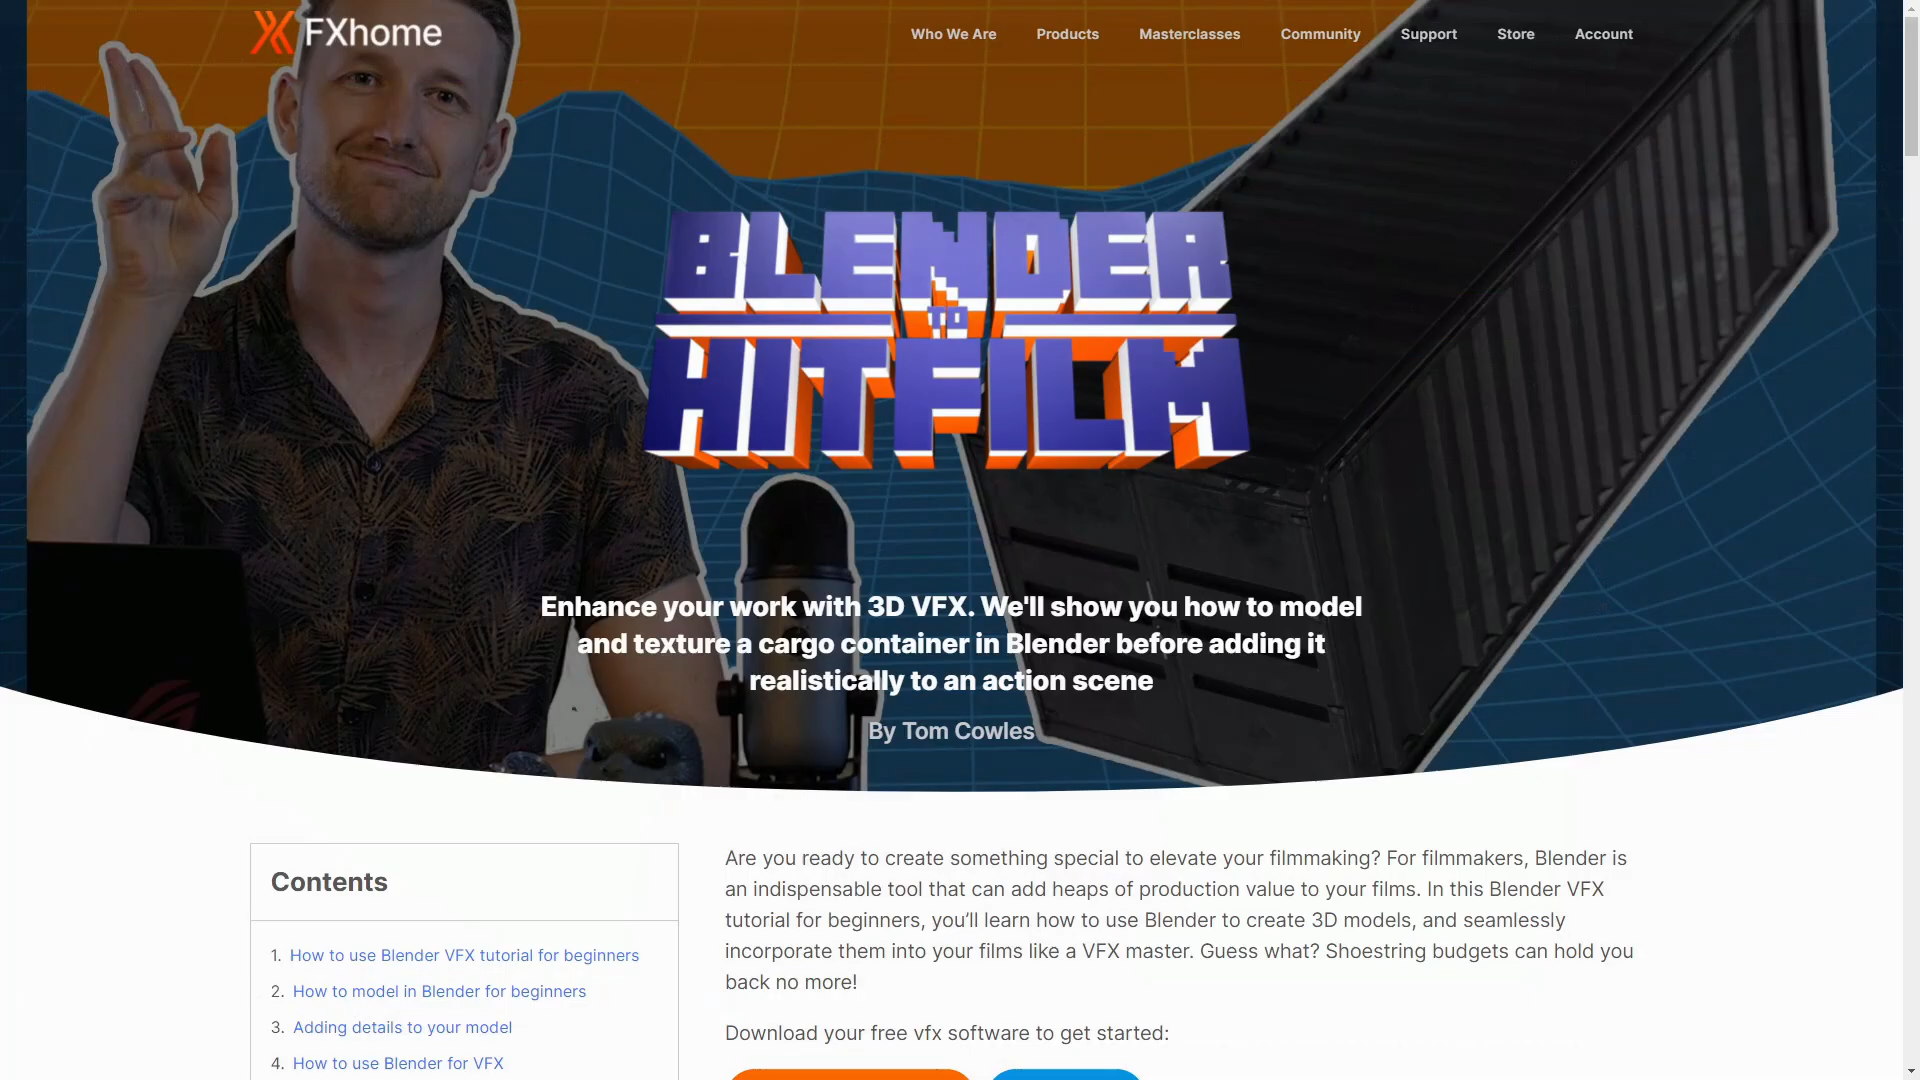 FXhome
Who We Are
Products
Masterclasses
Community
Support
Store
Account
BLENDER
TO
HITFILM
Enhance your work with 3D VFX. We'll show you how to model
and texture a cargo container in Blender before adding it
realistically to an action scene
By Tom Cowles
Contents
1. How to use Blender VFX tutorial for beginners
2. How to model in Blender for beginners
3. Adding details to your model
4. How to use Blender for VFX
Are you ready to create something special to elevate your filmmaking? For filmmakers, Blender is
an indispensable tool that can add heaps of production value to your films. In this Blender VFX
tutorial for beginners, you’ll learn how to use Blender to create 3D models, and seamlessly
incorporate them into your films like a VFX master. Guess what? Shoestring budgets can hold you
back no more!
Download your free vfx software to get started: